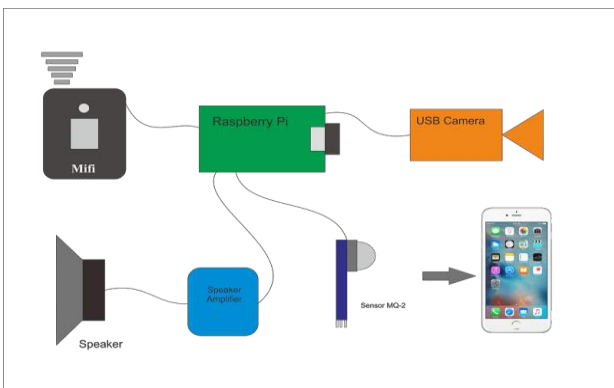 Raspberry Pi
USB Camera
Mifi
Speaker
Amplifier
Sensor MQ-2
Speaker